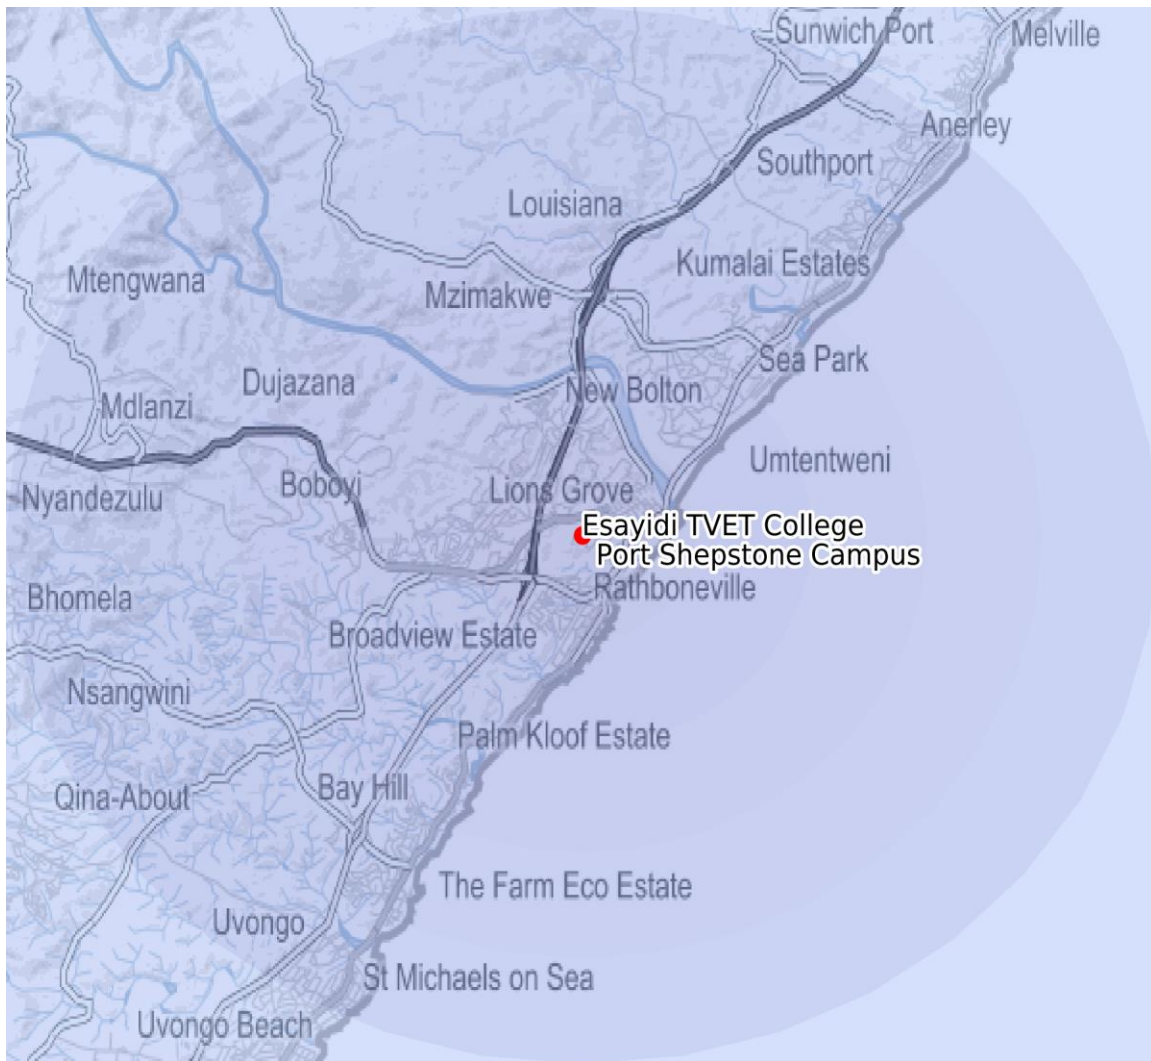 Sunwich Port
Melville
Anerley
Southport
Louisiana
Kumalai Estates
Mtengwana
Mzimakwe
Sea Park
Dujazana
New Bolton
Mdlanzi
Umtentweni
Boboyi
Lions Grove
Nyandezulu
Esayidi TVET College
Port Shepstone Campus
Rathboneville
Bhomela
Broadview Estate
Nsangwini
Palm Kloof Estate
Bay Hill
Qina-About
The Farm Eco Estate
Uvongo
St Michaels on Sea
Uvongo Beach